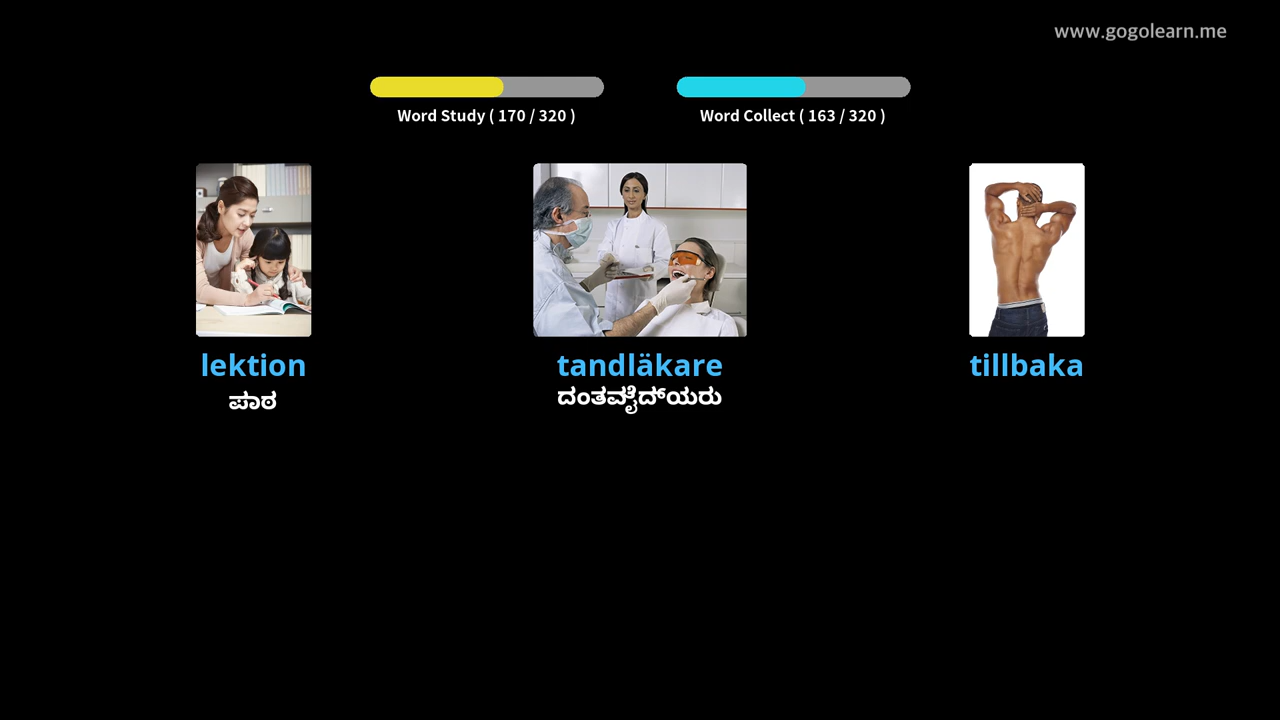 www.gogolearn.me
Word Study ( 170 / 320 )
Word Collect ( 163 / 320 )
lektion
ಪಾಠ
tandläkare
ದಂತವೈದ್ಯರು
tillbaka